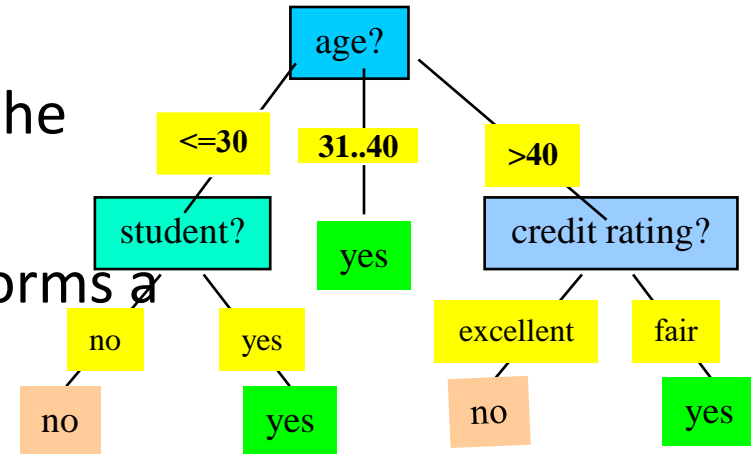 age?
he
<=30
31..40
>40
student?
yes
credit rating?
orms a
no
yes
excellent
fair
no
yes
no
yes